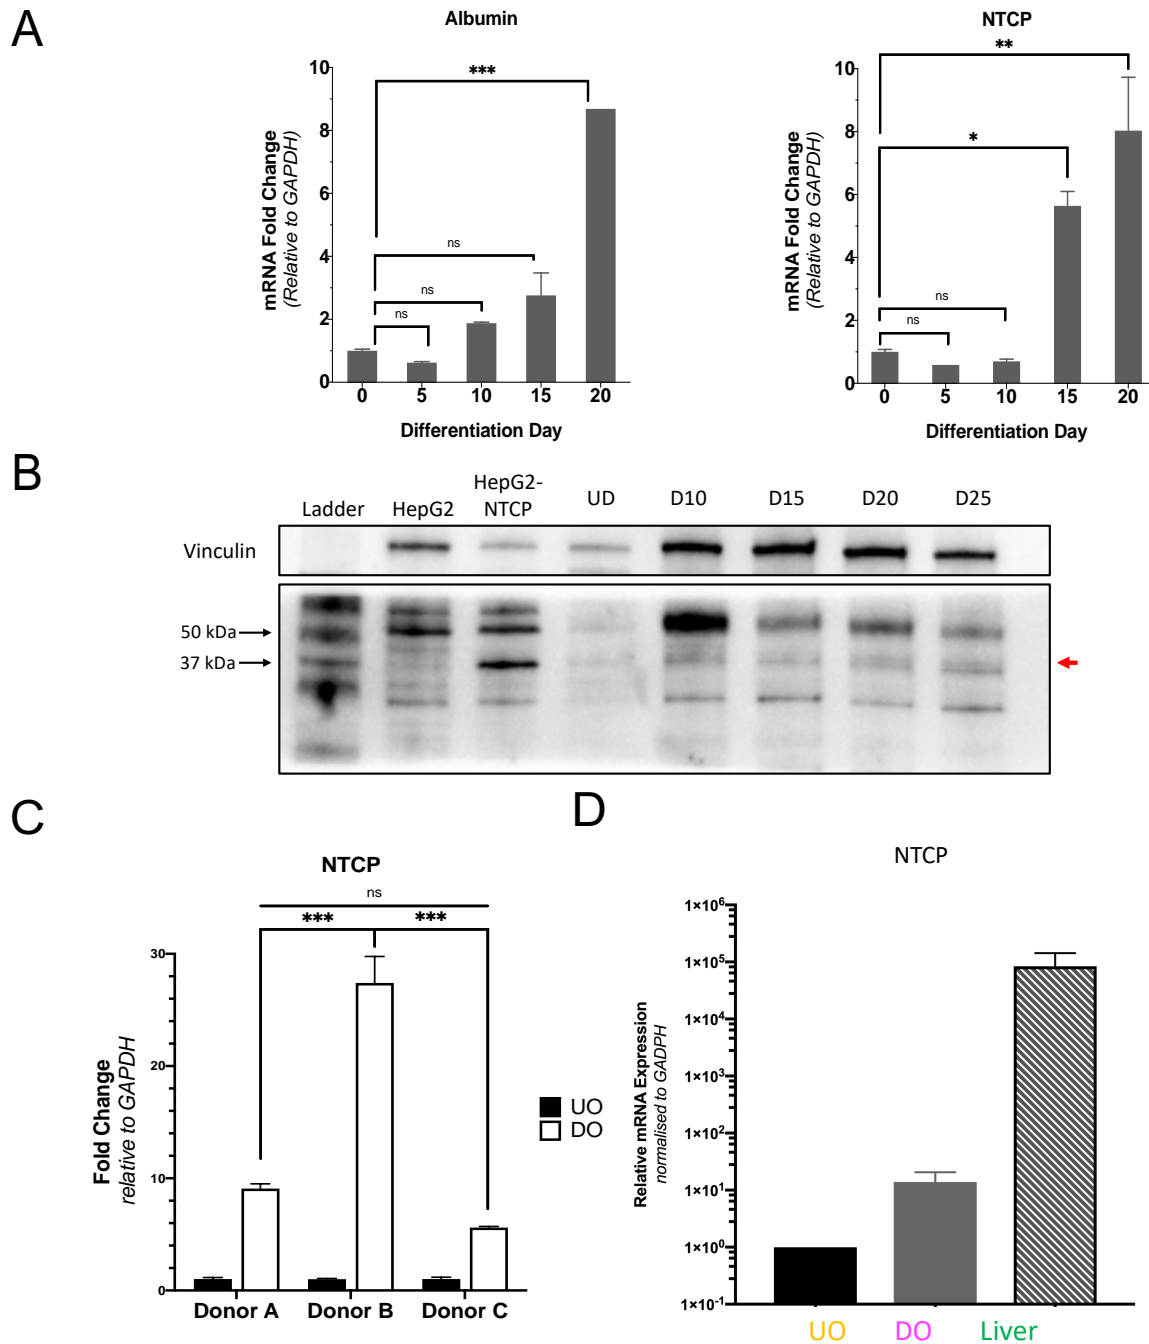 A
Albumin
mRNA Fold Change
(Relative to GAPDH)
10
8
6
4
2
0
***
ns
ns
ns
0 5 10 15 20
Differentiation Day
NTCP
mRNA Fold Change
(Relative to GAPDH)
10
8
6
4
2
0
**
*
ns
ns
0 5 10 15 20
Differentiation Day
B
Ladder HepG2 HepG2-
NTCP UD D10 D15 D20 D25
Vinculin
50 kDa
37 kDa
C
NTCP
ns
*** ***
Fold Change
relative to GAPDH
30
20
10
0
Donor A Donor B Donor C
UO
DO
D
NTCP
Relative mRNA Expression
normalised to GADPH
1×10⁶
1×10⁵
1×10⁴
1×10³
1×10²
1×10¹
1×10⁰
1×10⁻¹
UO DO Liver